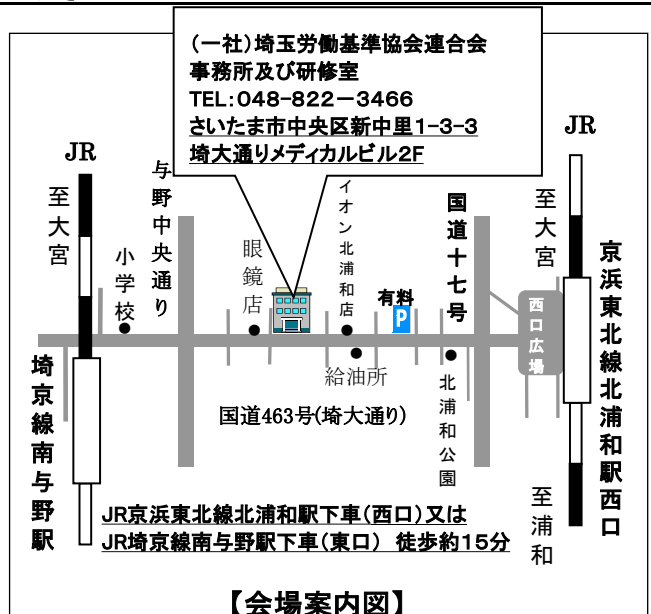 (一社)埼玉労働基準協会連合会
事務所及び研修室
TEL:048-822-3466
さいたま市中央区新中里1-3-3
埼大通りメディカルビル2F
JR
至大宮
小学校
与野中央通り
眼鏡店
イオン北浦和店
有料
P
国道十七号
JR
至大宮
西口広場
京浜東北線北浦和駅西口
埼京線南与野駅
給油所
北浦和公園
国道463号(埼大通り)
至浦和
JR京浜東北線北浦和駅下車(西口)又は
JR埼京線南与野駅下車(東口) 徒歩約15分
【会場案内図】